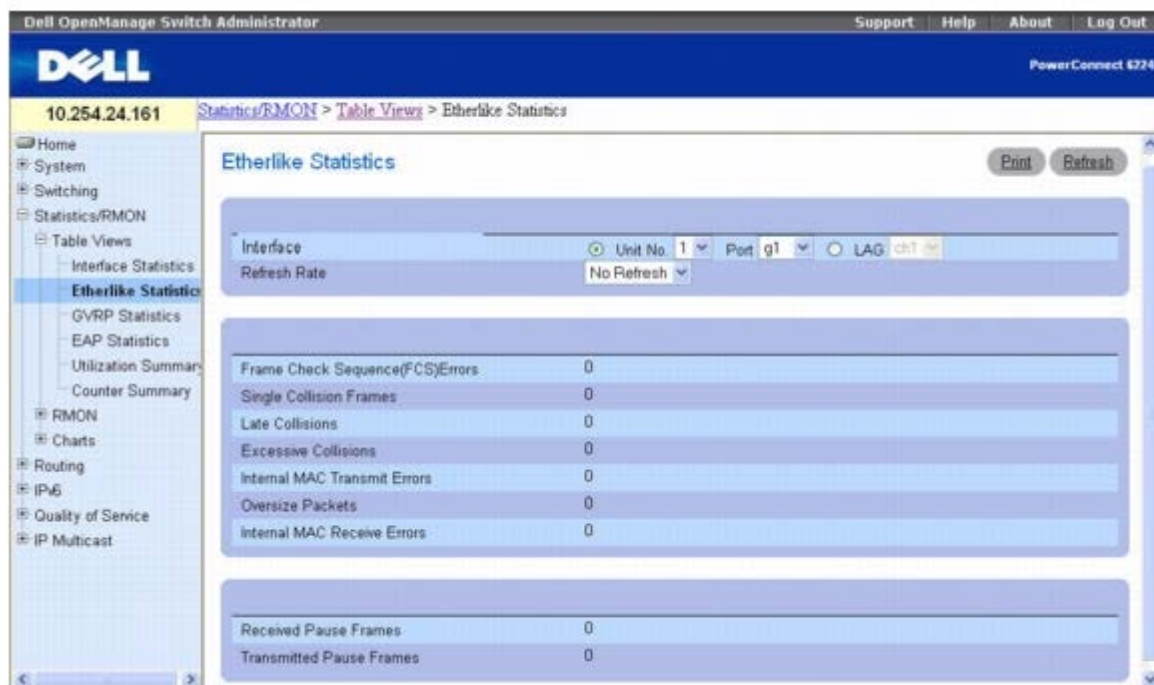 Dell OpenManage Switch Administrator
Support Help About Log Out
DELL
PowerConnect 6224
10.254.24.161
Statistics/RMON > Table Views > Etherlike Statistics
Home
System
Switching
Statistics/RMON
Table Views
Interface Statistics
Etherlike Statistics
GVRP Statistics
EAP Statistics
Utilization Summary
Counter Summary
RMON
Charts
Routing
IPv6
Quality of Service
IP Multicast
Etherlike Statistics
Print Refresh
Interface Unit No. 1 Port g1 LAG ch1
Refresh Rate No Refresh
Frame Check Sequence(FCS)Errors 0
Single Collision Frames 0
Late Collisions 0
Excessive Collisions 0
Internal MAC Transmit Errors 0
Oversize Packets 0
Internal MAC Receive Errors 0
Received Pause Frames 0
Transmitted Pause Frames 0